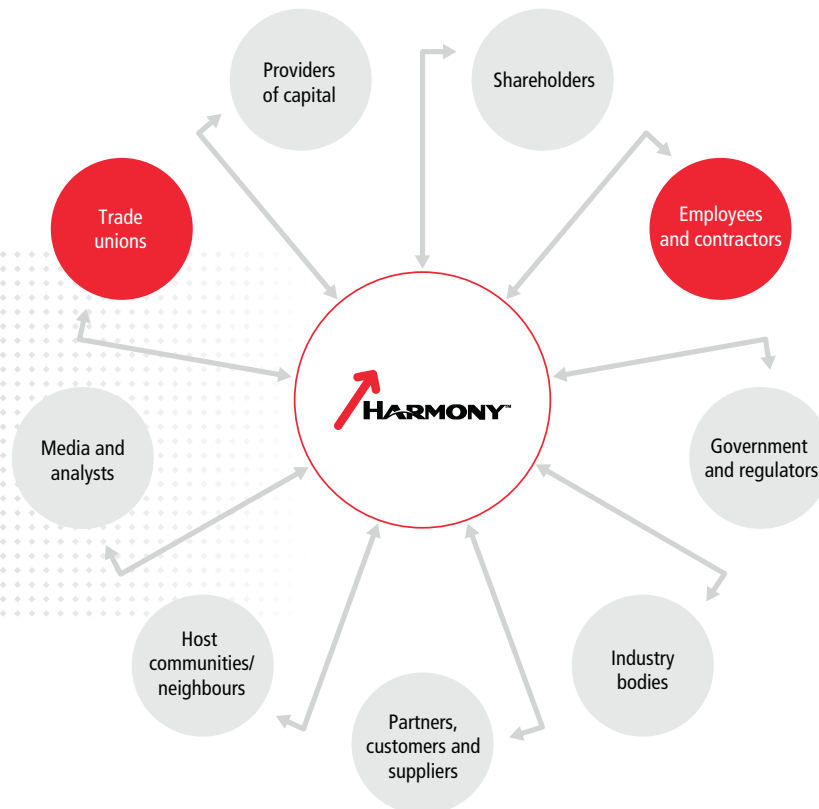 Providers
of capital
Shareholders
Trade
unions
Employees
and contractors
HARMONY™
Media and
analysts
Government
and regulators
Host
communities/
neighbours
Industry
bodies
Partners,
customers and
suppliers